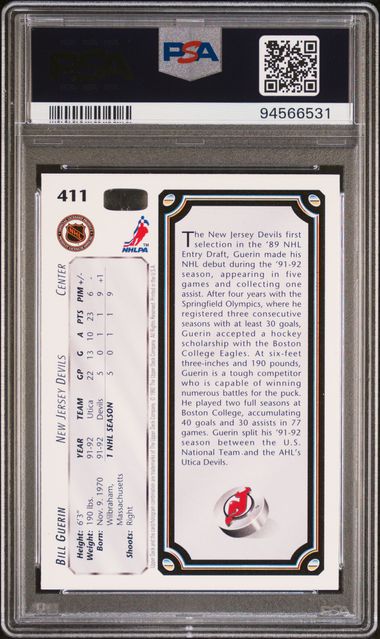 PSA
PSA
94566531
411
NHL
NHLPA
TM
BILL GUERIN NEW JERSEY DEVILS CENTER
Height: 6'3"
Weight: 190 lbs.
Born: Nov. 9, 1970
Wilbraham,
Massachusetts
Shoots: Right
YEAR TEAM GP G A PTS PIM +/-
91-92 Utica 22 13 10 23 6 -
91-92 Devils 5 0 1 1 9 +1
1 NHL SEASON 5 0 1 1 9
The New Jersey Devils first
selection in the '89 NHL
Entry Draft, Guerin made his
NHL debut during the '91-92
season, appearing in five
games and collecting one
assist. After four years with the
Springfield Olympics, where he
registered three consecutive
seasons with at least 30 goals,
Guerin accepted a hockey
scholarship with the Boston
College Eagles. At six-feet
three-inches and 190 pounds,
Guerin is a tough competitor
who is capable of winning
numerous battles for the puck.
He played two full seasons at
Boston College, accumulating
40 goals and 30 assists in 77
games. Guerin split his '91-92
season between the U.S.
National Team and the AHL's
Utica Devils.